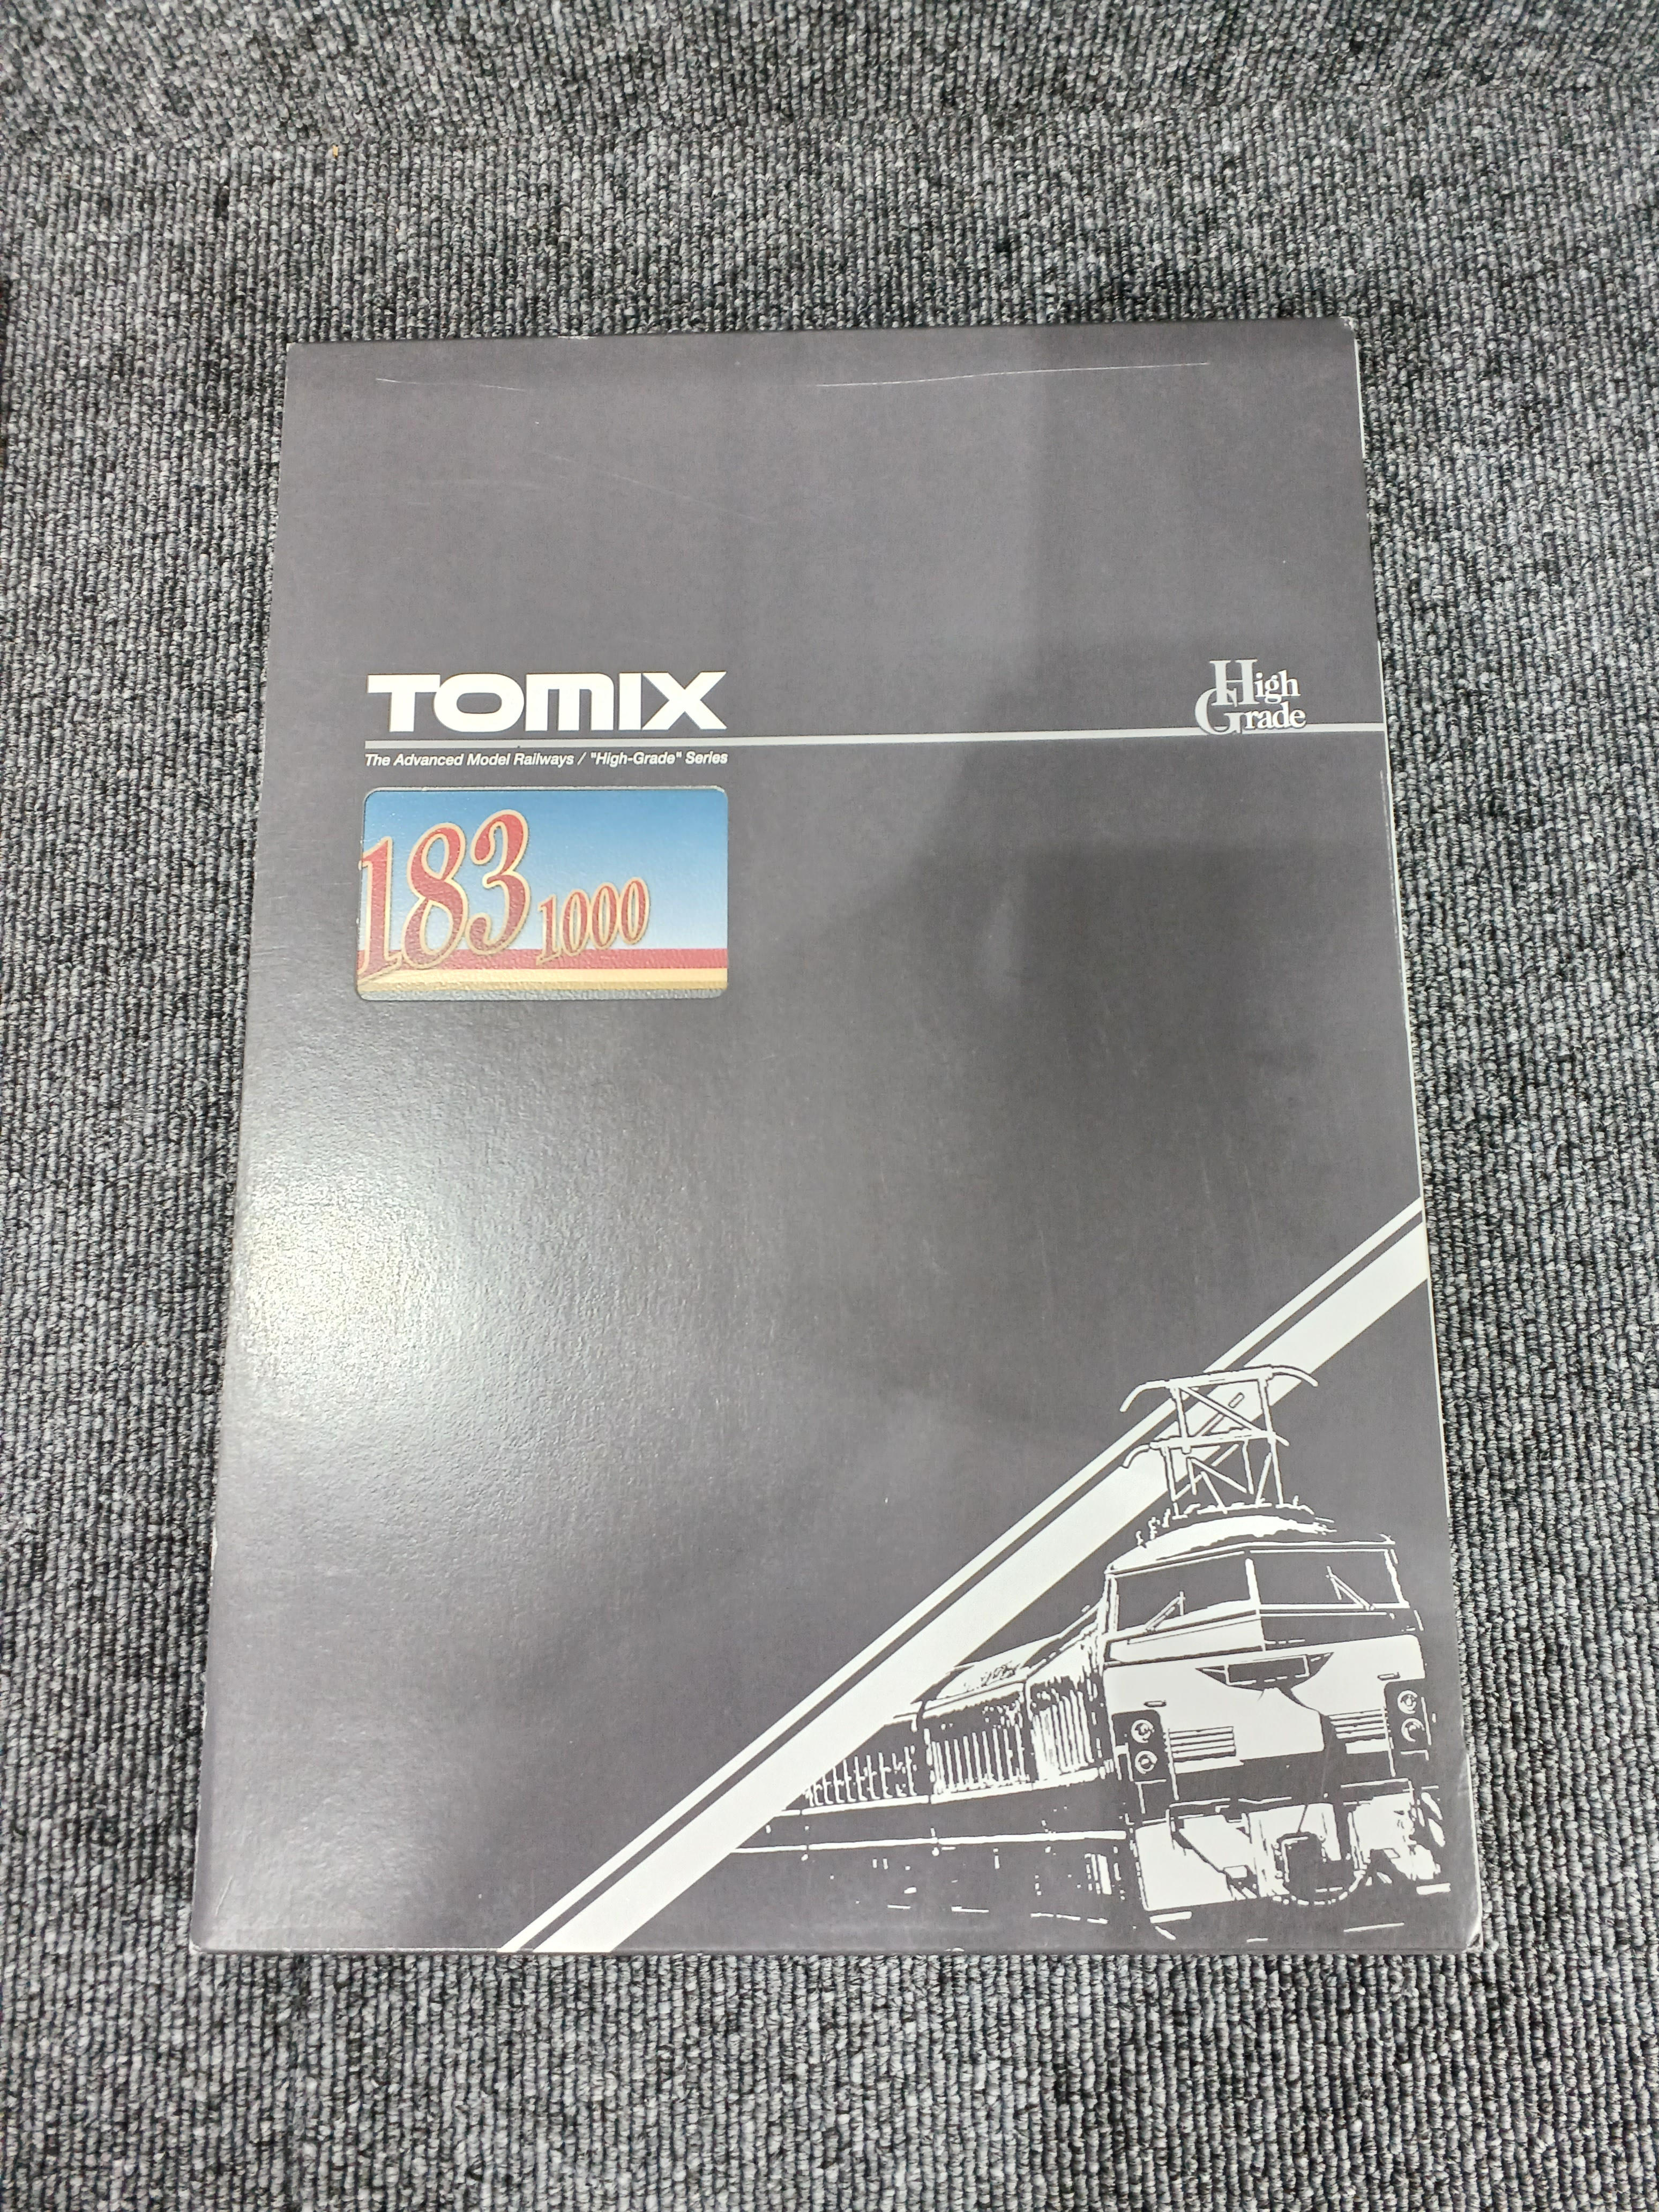 TOMIX
High
Grade
The Advanced Model Railways / "High-Grade" Series
183 1000